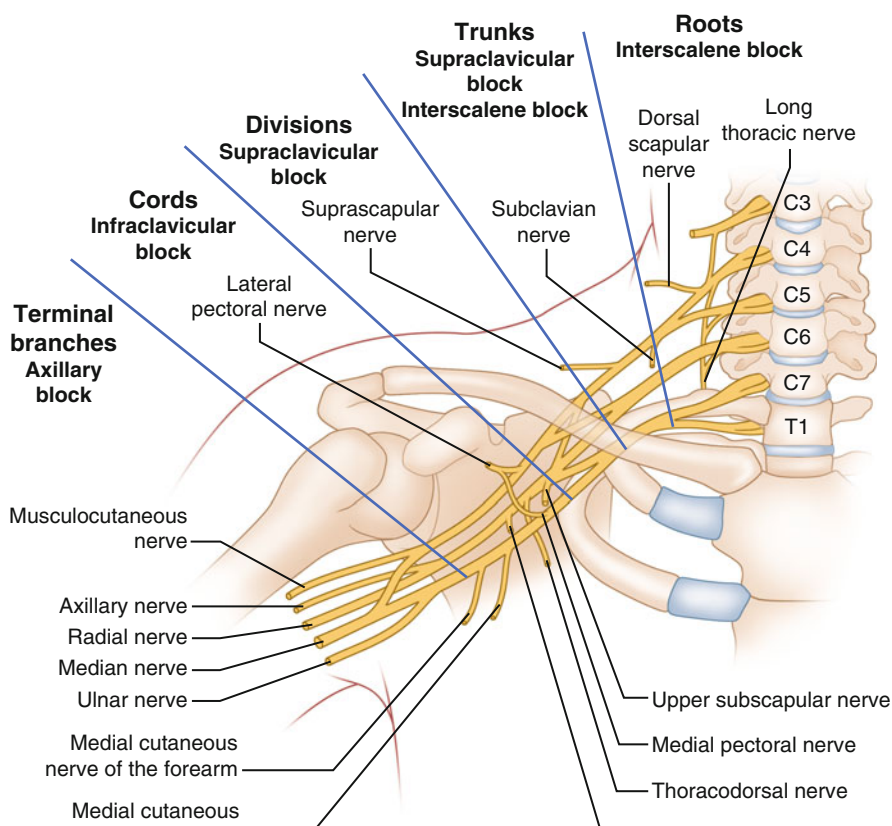 Roots
Interscalene block
Trunks
Supraclavicular
block
Interscalene block
Divisions
Supraclavicular
block
Cords
Infraclavicular
block
Terminal
branches
Axillary
block
Dorsal
scapular
nerve
Long
thoracic nerve
Suprascapular
nerve
Subclavian
nerve
Lateral
pectoral nerve
C3
C4
C5
C6
C7
T1
Musculocutaneous
nerve
Axillary nerve
Radial nerve
Median nerve
Ulnar nerve
Medial cutaneous
nerve of the forearm
Medial cutaneous
Upper subscapular nerve
Medial pectoral nerve
Thoracodorsal nerve